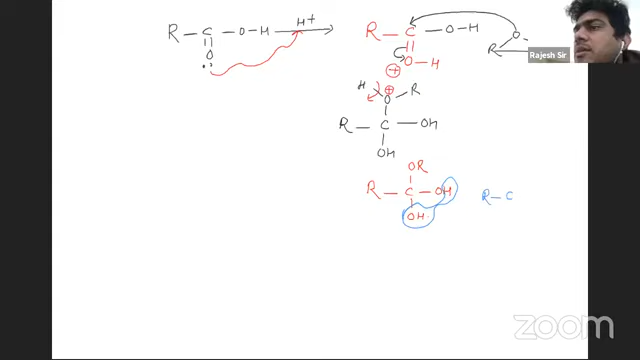 R – C – O – H H+ R – C – O – H O –
|| || R
O O – H Rajesh Sir
+
H + R
O
R – C – OH
OH
OR
R – C – OH R – C
OH
zoom